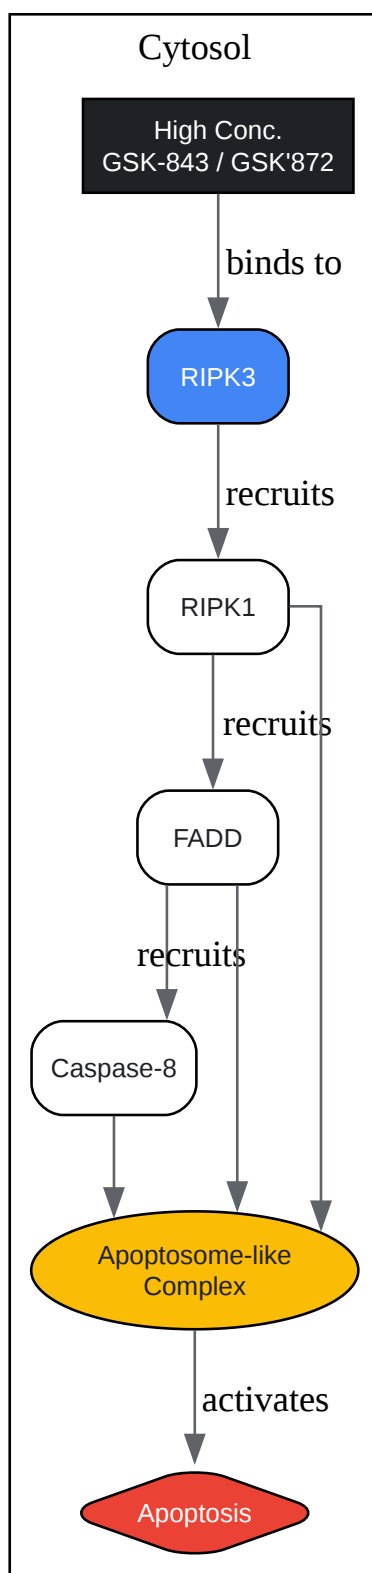 Cytosol
High Conc.
GSK-843 / GSK'872
binds to
RIPK3
recruits
RIPK1
recruits
FADD
recruits
Caspase-8
Apoptosome-like
Complex
activates
Apoptosis